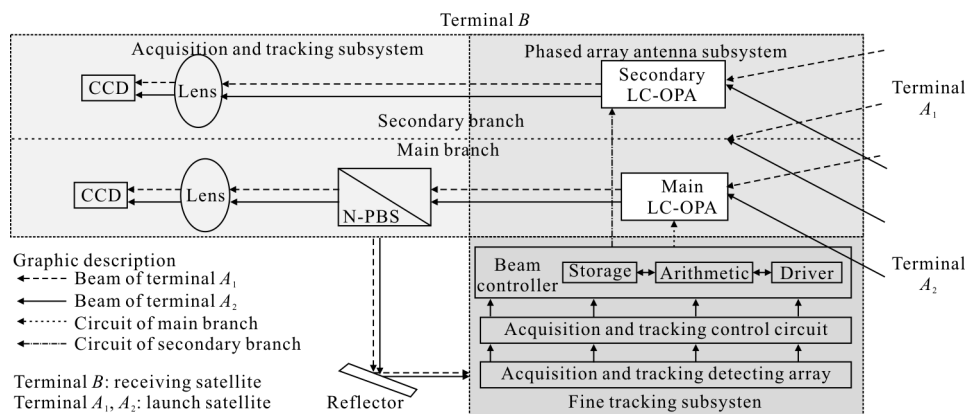 Terminal B
Acquisition and tracking subsystem
Phased array antenna subsystem
CCD
Lens
Secondary
LC-OPA
Terminal
A1
Secondary branch
Main branch
CCD
Lens
N-PBS
Main
LC-OPA
Graphic description
Beam of terminal A1
Beam of terminal A2
Circuit of main branch
Circuit of secondary branch
Terminal B: receiving satellite
Terminal A1, A2: launch satellite
Beam
controller
Storage
Arithmetic
Driver
Terminal
A2
Acquisition and tracking control circuit
Acquisition and tracking detecting array
Reflector
Fine tracking subsysten